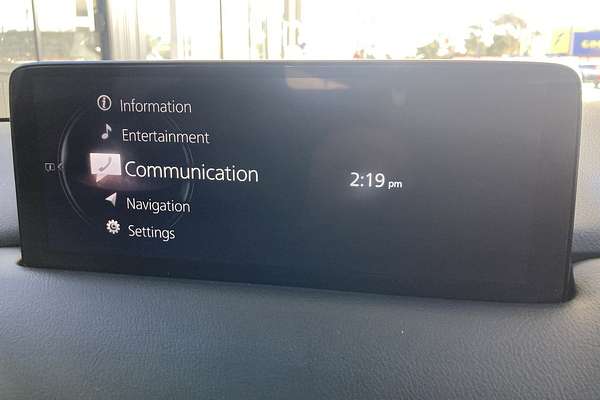 Information
Entertainment
Communication
2:19 pm
Navigation
Settings